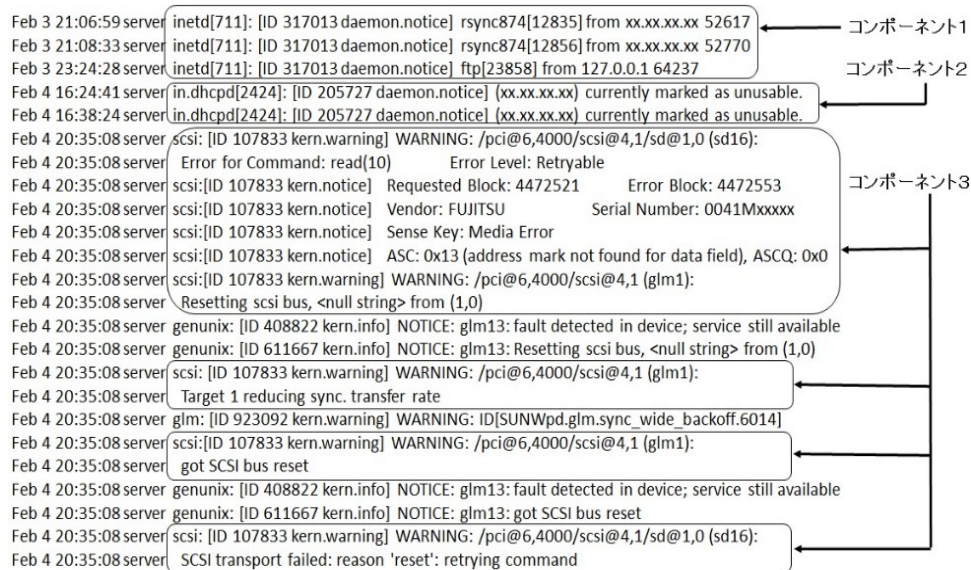 Feb 3 21:06:59 server inetd[711]: [ID 317013 daemon.notice] rsync874[12835] from xx.xx.xx.xx 52617
コンポーネント1
Feb 3 21:08:33 server inetd[711]: [ID 317013 daemon.notice] rsync874[12856] from xx.xx.xx.xx 52770
Feb 3 23:24:28 server inetd[711]: [ID 317013 daemon.notice] ftp[23858] from 127.0.0.1 64237
コンポーネント2
Feb 4 16:24:41 server in.dhcpd[2424]: [ID 205727 daemon.notice] (xx.xx.xx.xx) currently marked as unusable.
Feb 4 16:38:24 server in.dhcpd[2424]: [ID 205727 daemon.notice] (xx.xx.xx.xx) currently marked as unusable.
Feb 4 20:35:08 server scsi: [ID 107833 kern.warning] WARNING: /pci@6,4000/scsi@4,1/sd@1,0 (sd16):
Feb 4 20:35:08 server Error for Command: read(10) Error Level: Retryable
Feb 4 20:35:08 server scsi:[ID 107833 kern.notice] Requested Block: 4472521 Error Block: 4472553
コンポーネント3
Feb 4 20:35:08 server scsi:[ID 107833 kern.notice] Vendor: FUJITSU Serial Number: 0041Mxxxxx
Feb 4 20:35:08 server scsi:[ID 107833 kern.notice] Sense Key: Media Error
Feb 4 20:35:08 server scsi:[ID 107833 kern.notice] ASC: 0x13 (address mark not found for data field), ASCQ: 0x0
Feb 4 20:35:08 server scsi:[ID 107833 kern.warning] WARNING: /pci@6,4000/scsi@4,1 (glm1):
Feb 4 20:35:08 server Resetting scsi bus, <null string> from (1,0)
Feb 4 20:35:08 server genunix: [ID 408822 kern.info] NOTICE: glm13: fault detected in device; service still available
Feb 4 20:35:08 server genunix: [ID 611667 kern.info] NOTICE: glm13: Resetting scsi bus, <null string> from (1,0)
Feb 4 20:35:08 server scsi: [ID 107833 kern.warning] WARNING: /pci@6,4000/scsi@4,1 (glm1):
Feb 4 20:35:08 server Target 1 reducing sync. transfer rate
Feb 4 20:35:08 server glm: [ID 923092 kern.warning] WARNING: ID[SUNWpd.glm.sync_wide_backoff.6014]
Feb 4 20:35:08 server scsi:[ID 107833 kern.warning] WARNING: /pci@6,4000/scsi@4,1 (glm1):
Feb 4 20:35:08 server got SCSI bus reset
Feb 4 20:35:08 server genunix: [ID 408822 kern.info] NOTICE: glm13: fault detected in device; service still available
Feb 4 20:35:08 server genunix: [ID 611667 kern.info] NOTICE: glm13: got SCSI bus reset
Feb 4 20:35:08 server scsi: [ID 107833 kern.warning] WARNING: /pci@6,4000/scsi@4,1/sd@1,0 (sd16):
Feb 4 20:35:08 server SCSI transport failed: reason 'reset': retrying command